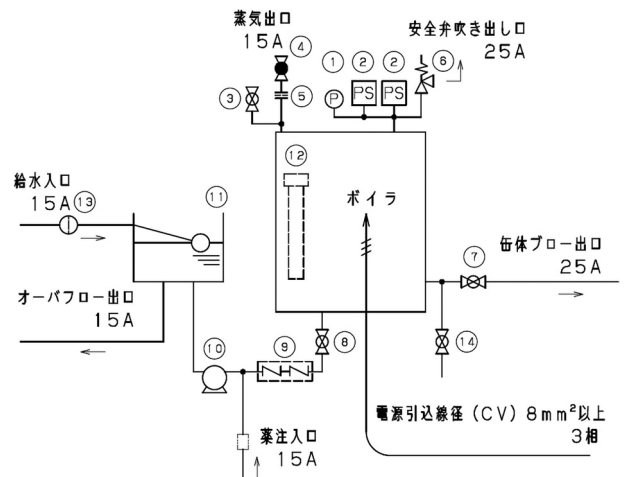 蒸気出口
15A ④
安全弁吹き出し口
25A
① ② ② ⑥
P PS PS
③ ⑤
⑫
ボイラ
給水入口
15A ⑬
⑪
オーバフロー出口
15A
缶体ブロー出口
25A
⑦
⑩ ⑨ ⑧ ⑭
電源引込線径(CV)8mm²以上
3相
薬注入口
15A